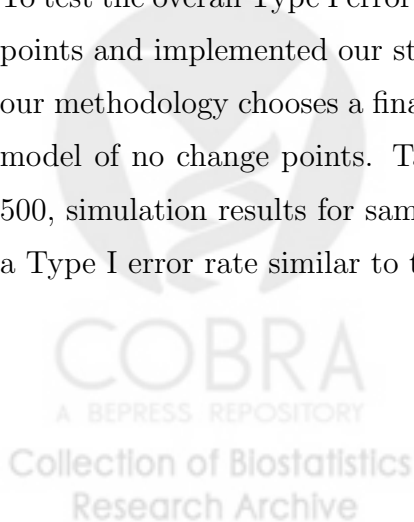 To test the overall Type I error
points and implemented our st
our methodology chooses a fina
model of no change points. Ta
500, simulation results for sam
a Type I error rate similar to t
COBRA
A BEPRESS REPOSITORY
Collection of Biostatistics
Research Archive